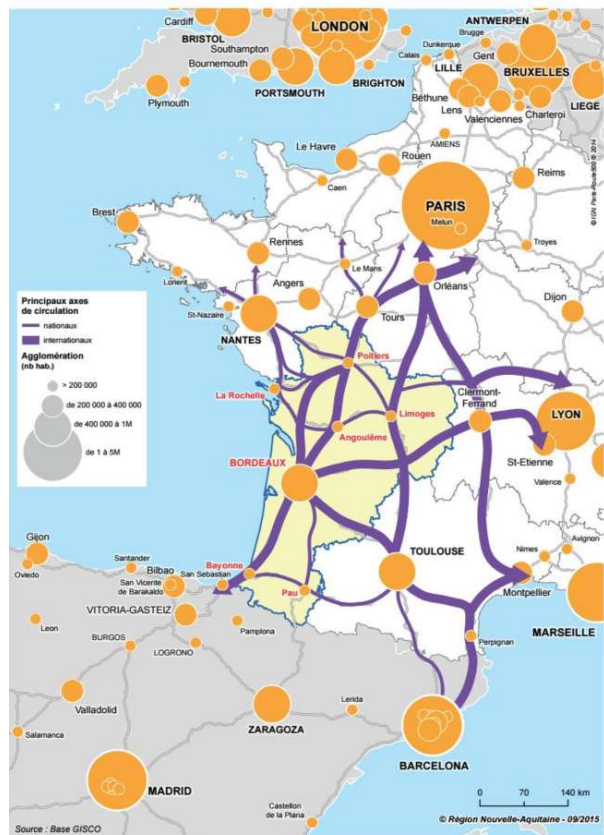 Cardiff
BRISTOL
LONDON
Southampton
Bournemouth
Plymouth
PORTSMOUTH
BRIGHTON
ANTWERPEN
Brugge
Dunkerque
Calais
Gent
LILLE
BRUXELLES
LIEGE
Béthune
Lens
Valenciennes
Charleroi
AMIENS
Le Havre
Rouen
Caen
Reims
PARIS
Melun
Brest
Rennes
Troyes
Le Mans
Lorient
Angers
Orléans
St-Nazaire
Tours
Dijon
NANTES
Principaux axes
de circulation
nationaux
internationaux
Agglomération
(nb hab.)
> 200 000
de 200 000 à 400 000
de 400 000 à 1M
de 1 à 5M
Poitiers
La Rochelle
Limoges
Clermont-
Ferrand
LYON
Angoulême
St-Etienne
BORDEAUX
Valence
Gijon
Oviedo
Santander
Bilbao
San Vicente
de Barakaldo
San Sebastian
Bayonne
Pau
TOULOUSE
Avignon
Nimes
Montpellier
MARSEILLE
VITORIA-GASTEIZ
Leon
BURGOS
LOGRONO
Pamplona
Perpignan
Valladolid
Salamanca
ZARAGOZA
Lerida
BARCELONA
MADRID
Castellon
de la Plana
0 70 140 km
Source : Base GISCO
© Région Nouvelle-Aquitaine - 09/2015